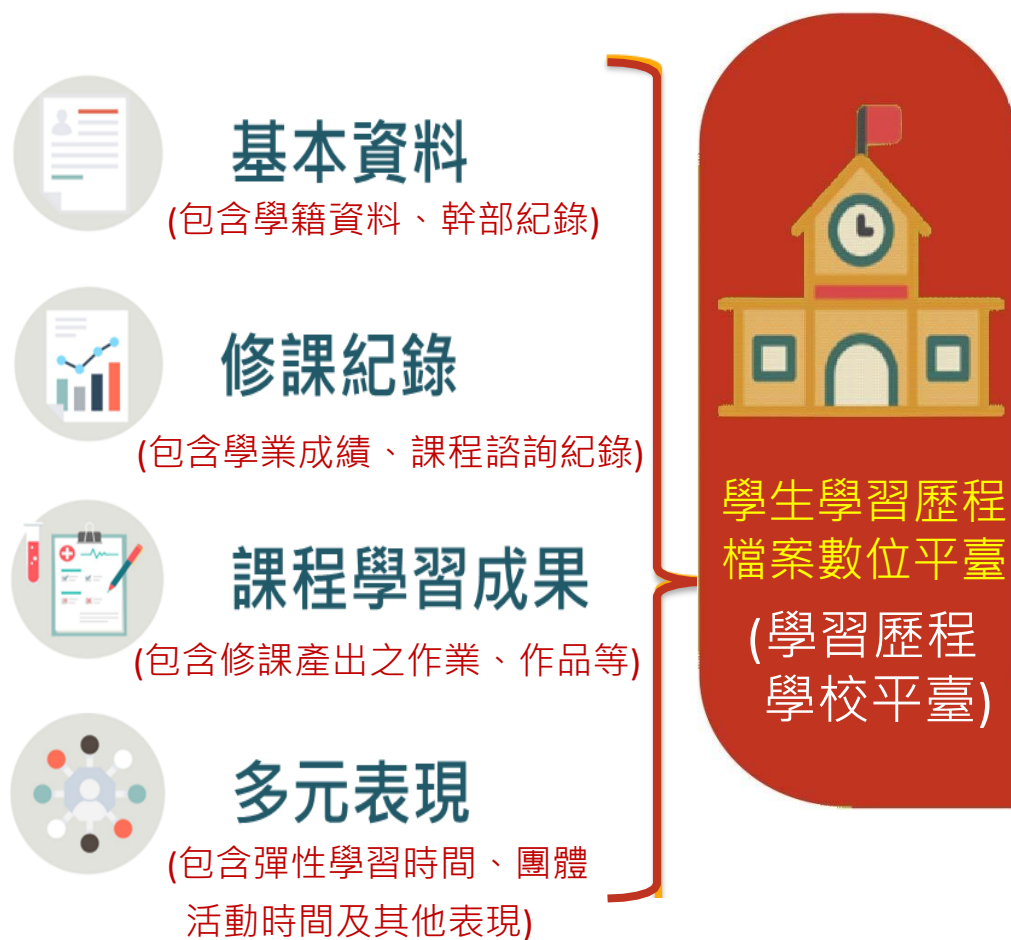 基本資料
(包含學籍資料、幹部紀錄)
修課紀錄
(包含學業成績、課程諮詢紀錄)
課程學習成果
(包含修課產出之作業、作品等)
多元表現
(包含彈性學習時間、團體
活動時間及其他表現)
學生學習歷程
檔案數位平臺
(學習歷程
學校平臺)